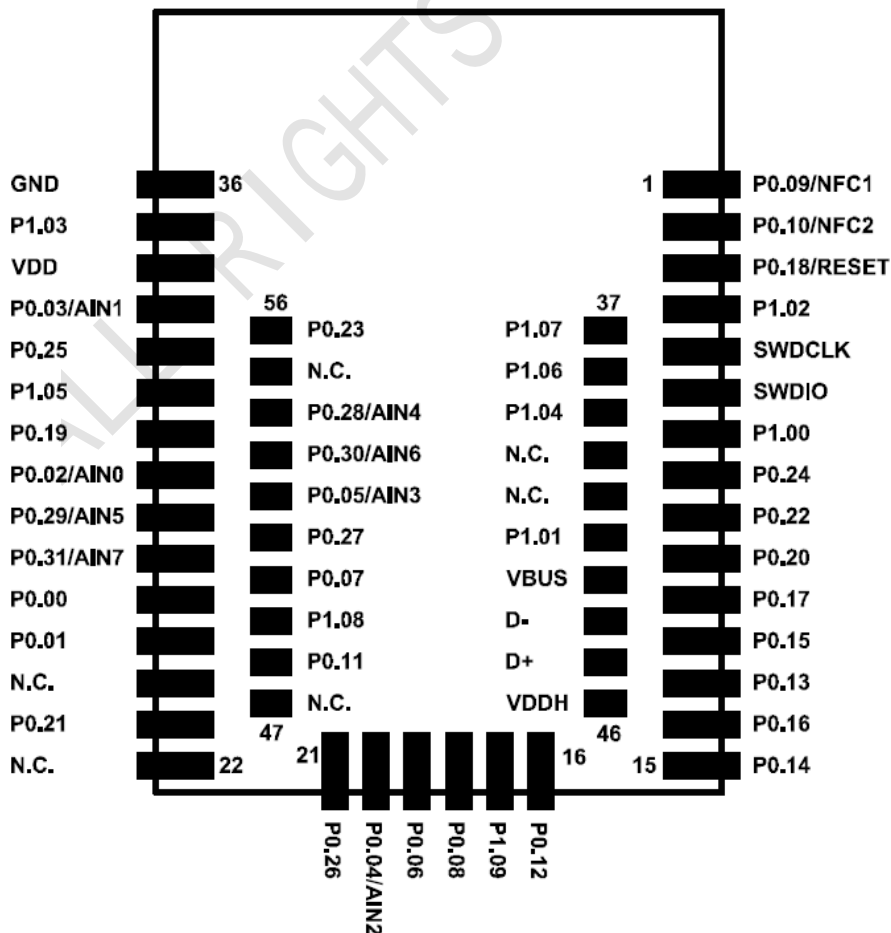 ALL RIGHTS
GND
P1.03
VDD
P0.03/AIN1
P0.25
P1.05
P0.19
P0.02/AIN0
P0.29/AIN5
P0.31/AIN7
P0.00
P0.01
N.C.
P0.21
N.C.
36
22
56
P0.23
N.C.
P0.28/AIN4
P0.30/AIN6
P0.05/AIN3
P0.27
P0.07
P1.08
P0.11
N.C.
47
37
P1.07
P1.06
P1.04
N.C.
N.C.
P1.01
VBUS
D-
D+
VDDH
46
1
15
P0.09/NFC1
P0.10/NFC2
P0.18/RESET
P1.02
SWDCLK
SWDIO
P1.00
P0.24
P0.22
P0.20
P0.17
P0.15
P0.13
P0.16
P0.14
21
16
P0.26
P0.04/AIN2
P0.06
P0.08
P1.09
P0.12